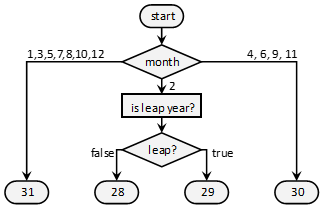 start
1,3,5,7,8,10,12
month
4, 6, 9, 11
2
is leap year?
false
leap?
true
31
28
29
30